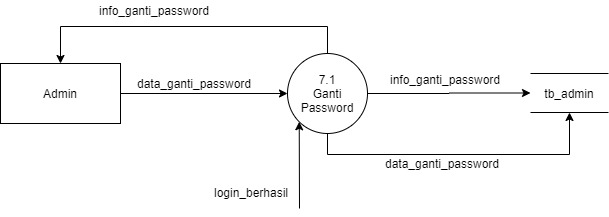 info_ganti_password
Admin
data_ganti_password
7.1
Ganti
Password
info_ganti_password
tb_admin
data_ganti_password
login_berhasil